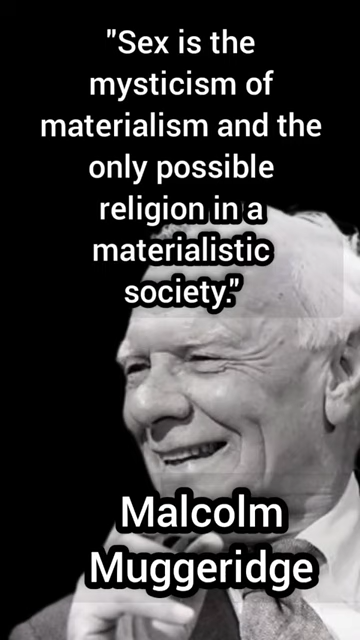 "Sex is the
mysticism of
materialism and the
only possible
religion in a
materialistic
society."
Malcolm
Muggeridge